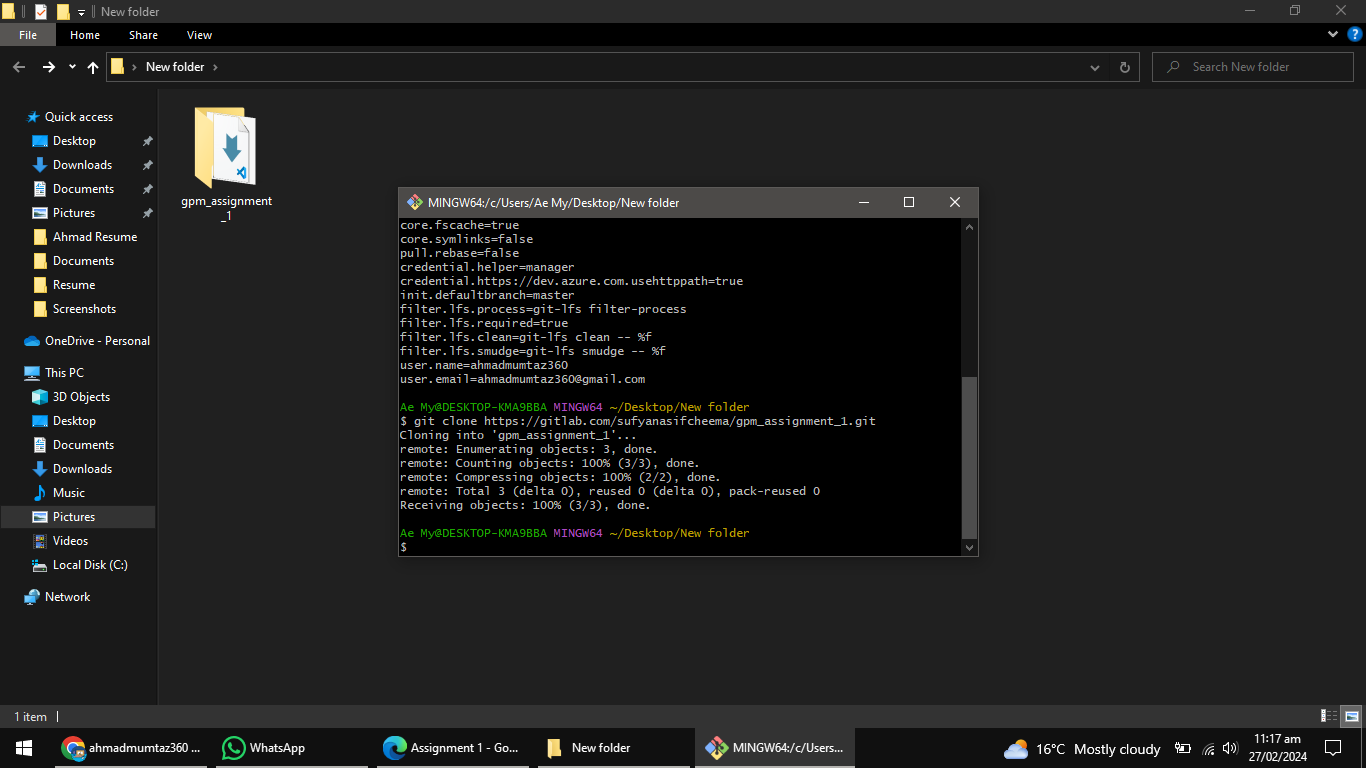 New folder
File Home Share View
New folder
Search New folder
Quick access
Desktop
Downloads
Documents
Pictures
Ahmad Resume
Documents
Resume
Screenshots
OneDrive - Personal
This PC
3D Objects
Desktop
Documents
Downloads
Music
Pictures
Videos
Local Disk (C:)
Network
gpm_assignment
_1
MINGW64:/c/Users/Ae My/Desktop/New folder
core.fscache=true
core.symlinks=false
pull.rebase=false
credential.helper=manager
credential.https://dev.azure.com.usehttppath=true
init.defaultbranch=master
filter.lfs.process=git-lfs filter-process
filter.lfs.required=true
filter.lfs.clean=git-lfs clean -- %f
filter.lfs.smudge=git-lfs smudge -- %f
user.name=ahmadmumtaz360
user.email=ahmadmumtaz360@gmail.com
Ae My@DESKTOP-KMA9BBA MINGW64 ~/Desktop/New folder
$ git clone https://gitlab.com/sufyanasifcheema/gpm_assignment_1.git
Cloning into 'gpm_assignment_1'...
remote: Enumerating objects: 3, done.
remote: Counting objects: 100% (3/3), done.
remote: Compressing objects: 100% (2/2), done.
remote: Total 3 (delta 0), reused 0 (delta 0), pack-reused 0
Receiving objects: 100% (3/3), done.
Ae My@DESKTOP-KMA9BBA MINGW64 ~/Desktop/New folder
$
1 item
ahmadmumtaz360 ...
WhatsApp
Assignment 1 - Go...
New folder
MINGW64:/c/Users...
16°C Mostly cloudy
11:17 am
27/02/2024